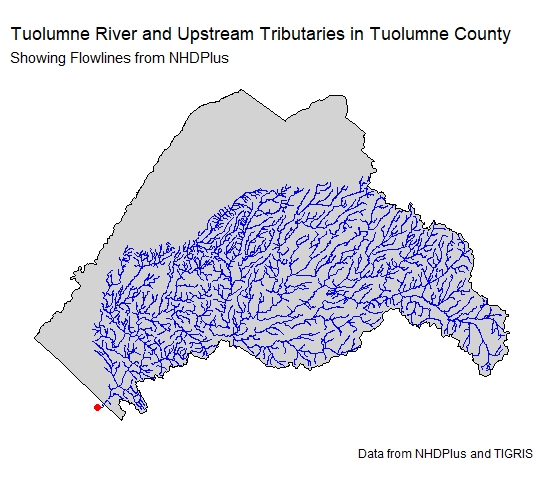 Tuolumne River and Upstream Tributaries in Tuolumne County
Showing Flowlines from NHDPlus
Data from NHDPlus and TIGRIS